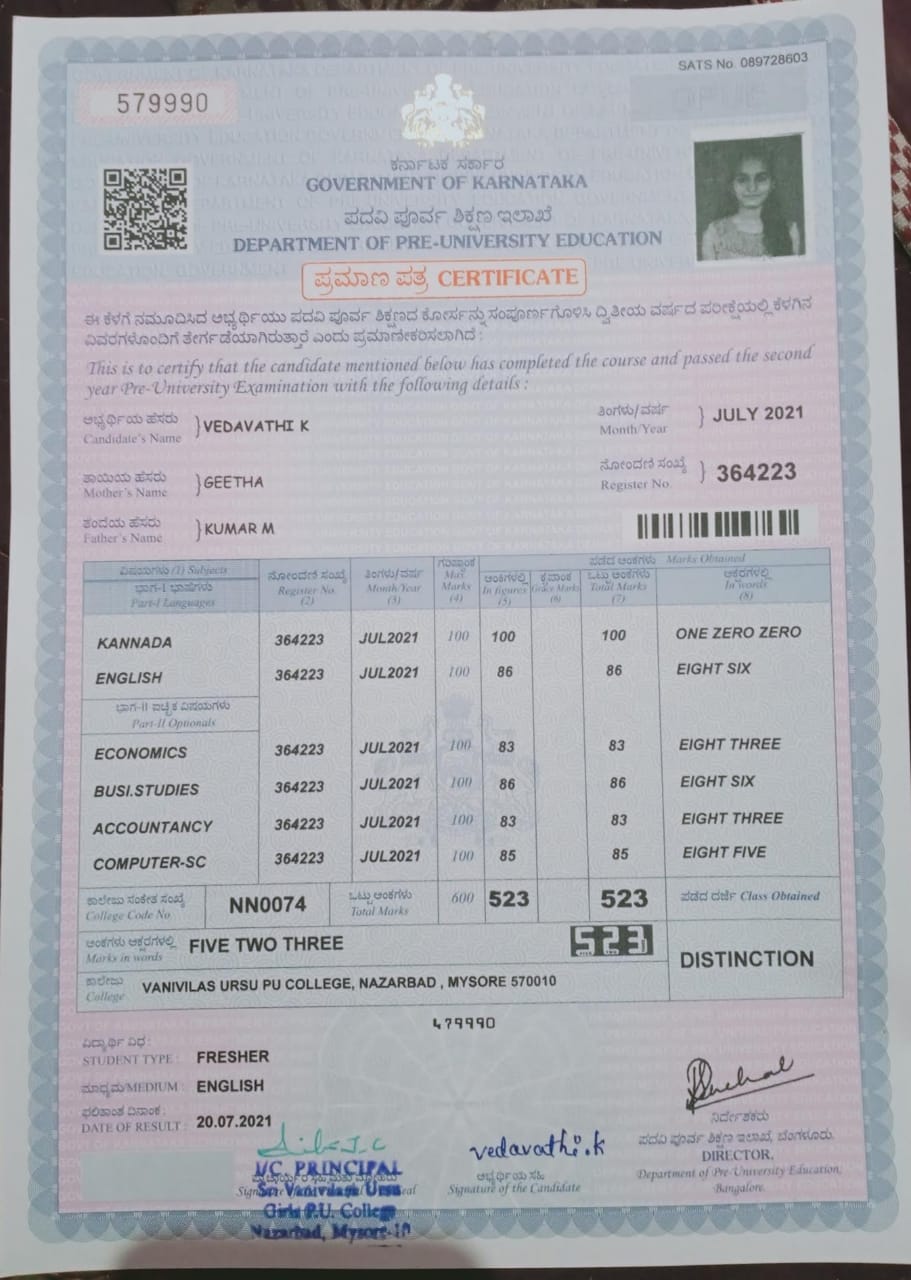 SATS No. 089728603
579990
ಕರ್ನಾಟಕ ಸರ್ಕಾರ
GOVERNMENT OF KARNATAKA
ಪದವಿ ಪೂರ್ವ ಶಿಕ್ಷಣ ಇಲಾಖೆ
DEPARTMENT OF PRE-UNIVERSITY EDUCATION
ಪ್ರಮಾಣ ಪತ್ರ CERTIFICATE
ಈ ಕೆಳಗೆ ನಮೂದಿಸಿದ ಅಭ್ಯರ್ಥಿಯು ಪದವಿ ಪೂರ್ವ ಶಿಕ್ಷಣದ ಕೋರ್ಸನ್ನು ಸಂಪೂರ್ಣಗೊಳಿಸಿ ದ್ವಿತೀಯ ವರ್ಷದ ಪರೀಕ್ಷೆಯಲ್ಲಿ ಕೆಳಗಿನ
ವಿವರಗಳೊಂದಿಗೆ ತೇರ್ಗಡೆಯಾಗಿರುತ್ತಾರೆ ಎಂದು ಪ್ರಮಾಣೀಕರಿಸಲಾಗಿದೆ :
This is to certify that the candidate mentioned below has completed the course and passed the second
year Pre-University Examination with the following details :
ಅಭ್ಯರ್ಥಿಯ ಹೆಸರು
Candidate's Name } VEDAVATHI K
ತಿಂಗಳು/ವರ್ಷ
Month/Year } JULY 2021
ತಾಯಿಯ ಹೆಸರು
Mother's Name } GEETHA
ನೋಂದಣಿ ಸಂಖ್ಯೆ
Register No. } 364223
ತಂದೆಯ ಹೆಸರು
Father's Name } KUMAR M
ವಿಷಯಗಳು (1) Subjects
ಭಾಗ-I ಭಾಷೆಗಳು
Part-I Languages
ನೋಂದಣಿ ಸಂಖ್ಯೆ
Register No.
(2)
ತಿಂಗಳು/ವರ್ಷ
Month/Year
(3)
ಗರಿಷ್ಠಾಂಕ
Max.
Marks
(4)
ಪಡೆದ ಅಂಕಗಳು Marks Obtained
ಅಂಕಿಗಳಲ್ಲಿ
In figures
(5)
ಕೃಪಾಂಕ
Grace Marks
(6)
ಒಟ್ಟು ಅಂಕಗಳು
Total Marks
(7)
ಅಕ್ಷರಗಳಲ್ಲಿ
In words
(8)
KANNADA 364223 JUL2021 100 100 100 ONE ZERO ZERO
ENGLISH 364223 JUL2021 100 86 86 EIGHT SIX
ಭಾಗ-II ಐಚ್ಛಿಕ ವಿಷಯಗಳು
Part-II Optionals
ECONOMICS 364223 JUL2021 100 83 83 EIGHT THREE
BUSI.STUDIES 364223 JUL2021 100 86 86 EIGHT SIX
ACCOUNTANCY 364223 JUL2021 100 83 83 EIGHT THREE
COMPUTER-SC 364223 JUL2021 100 85 85 EIGHT FIVE
ಕಾಲೇಜು ಸಂಕೇತ ಸಂಖ್ಯೆ
College Code No. NN0074
ಒಟ್ಟು ಅಂಕಗಳು
Total Marks 600 523 523
ಪಡೆದ ದರ್ಜೆ Class Obtained
ಅಂಕಗಳು ಅಕ್ಷರಗಳಲ್ಲಿ
Marks in words FIVE TWO THREE 523
DISTINCTION
ಕಾಲೇಜು
College VANIVILAS URSU PU COLLEGE, NAZARBAD , MYSORE 570010
479990
ವಿದ್ಯಾರ್ಥಿ ವಿಧ :
STUDENT TYPE : FRESHER
ಮಾಧ್ಯಮ/MEDIUM : ENGLISH
ಫಲಿತಾಂಶ ದಿನಾಂಕ :
DATE OF RESULT : 20.07.2021
vedavathi.k
ಅಭ್ಯರ್ಥಿಯ ಸಹಿ
Signature of the Candidate
I/C. PRINCIPAL
Sri Vanivilasa Ursu
Girls P.U. College
Nazarbad, Mysore-10
ನಿರ್ದೇಶಕರು
ಪದವಿ ಪೂರ್ವ ಶಿಕ್ಷಣ ಇಲಾಖೆ, ಬೆಂಗಳೂರು.
DIRECTOR,
Department of Pre-University Education,
Bangalore.